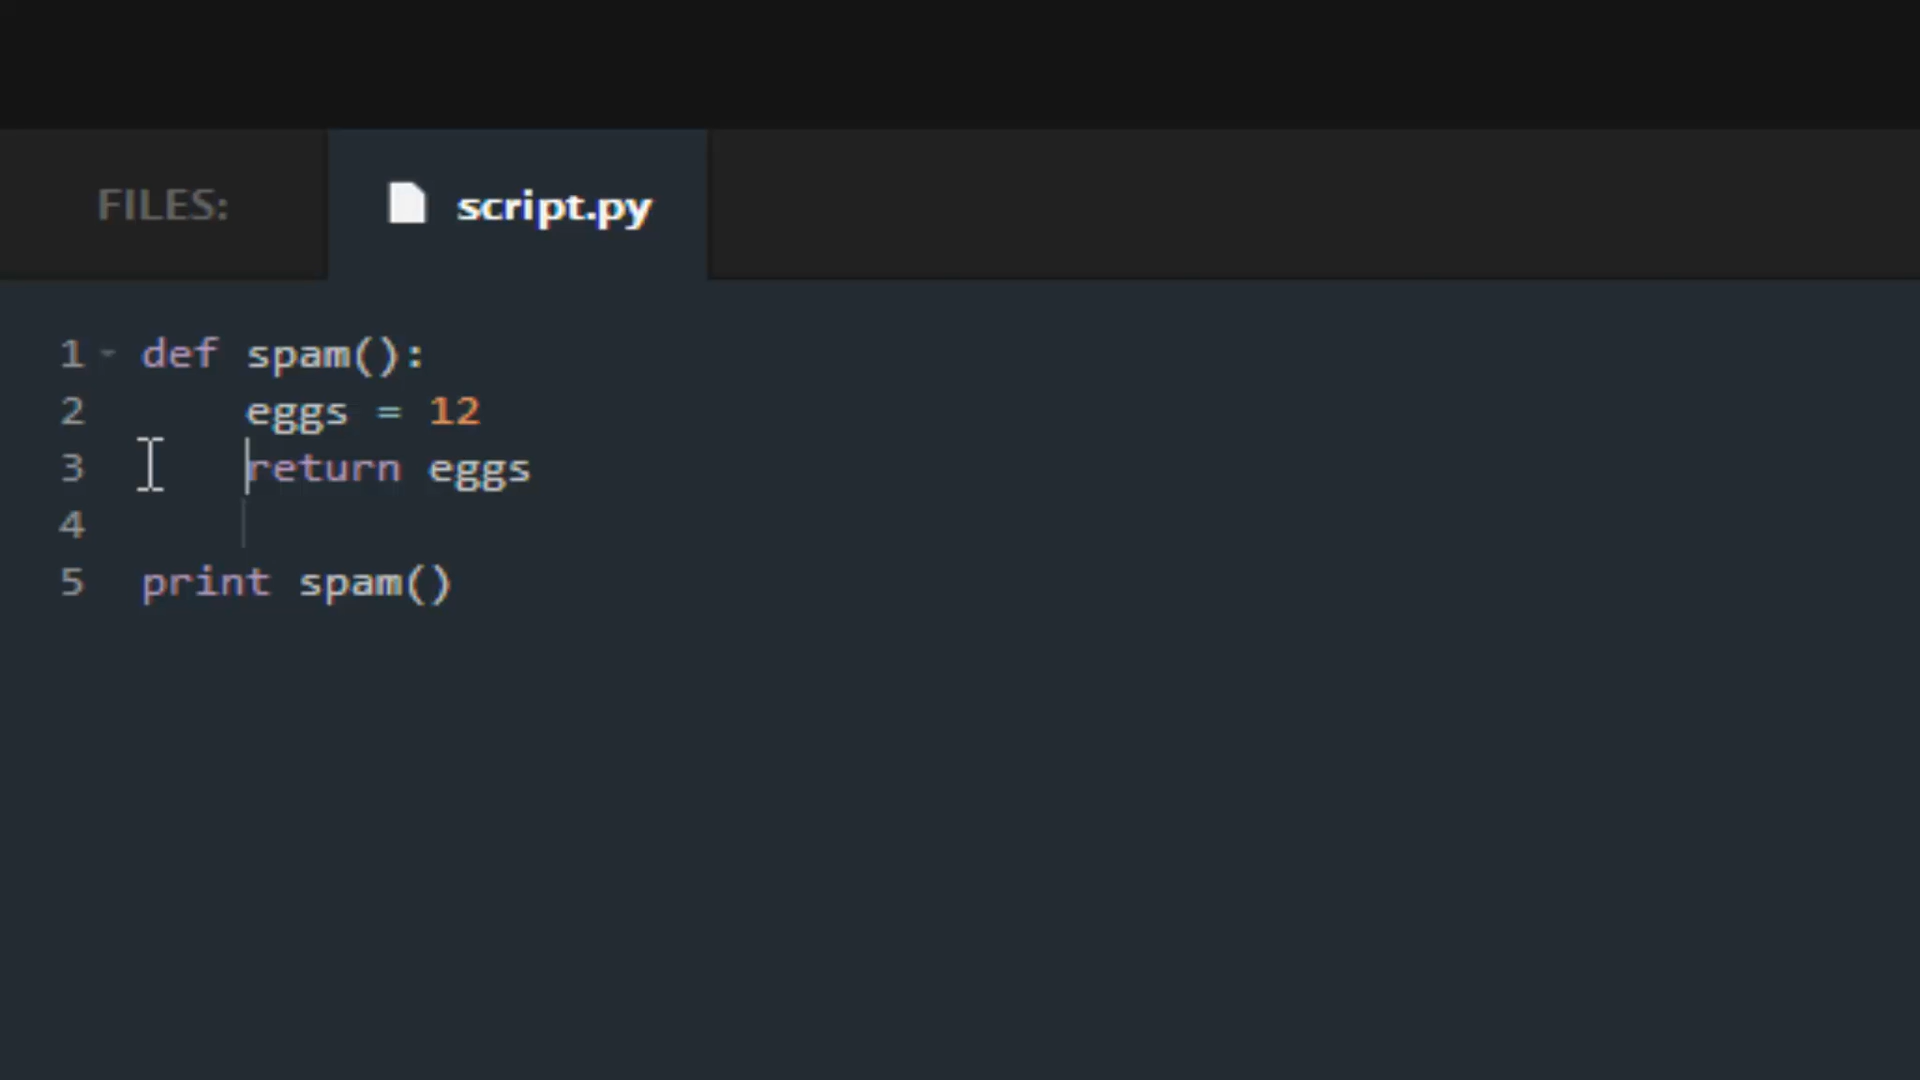 FILES: script.py
1 def spam():
2     eggs = 12
3     return eggs
4
5 print spam()